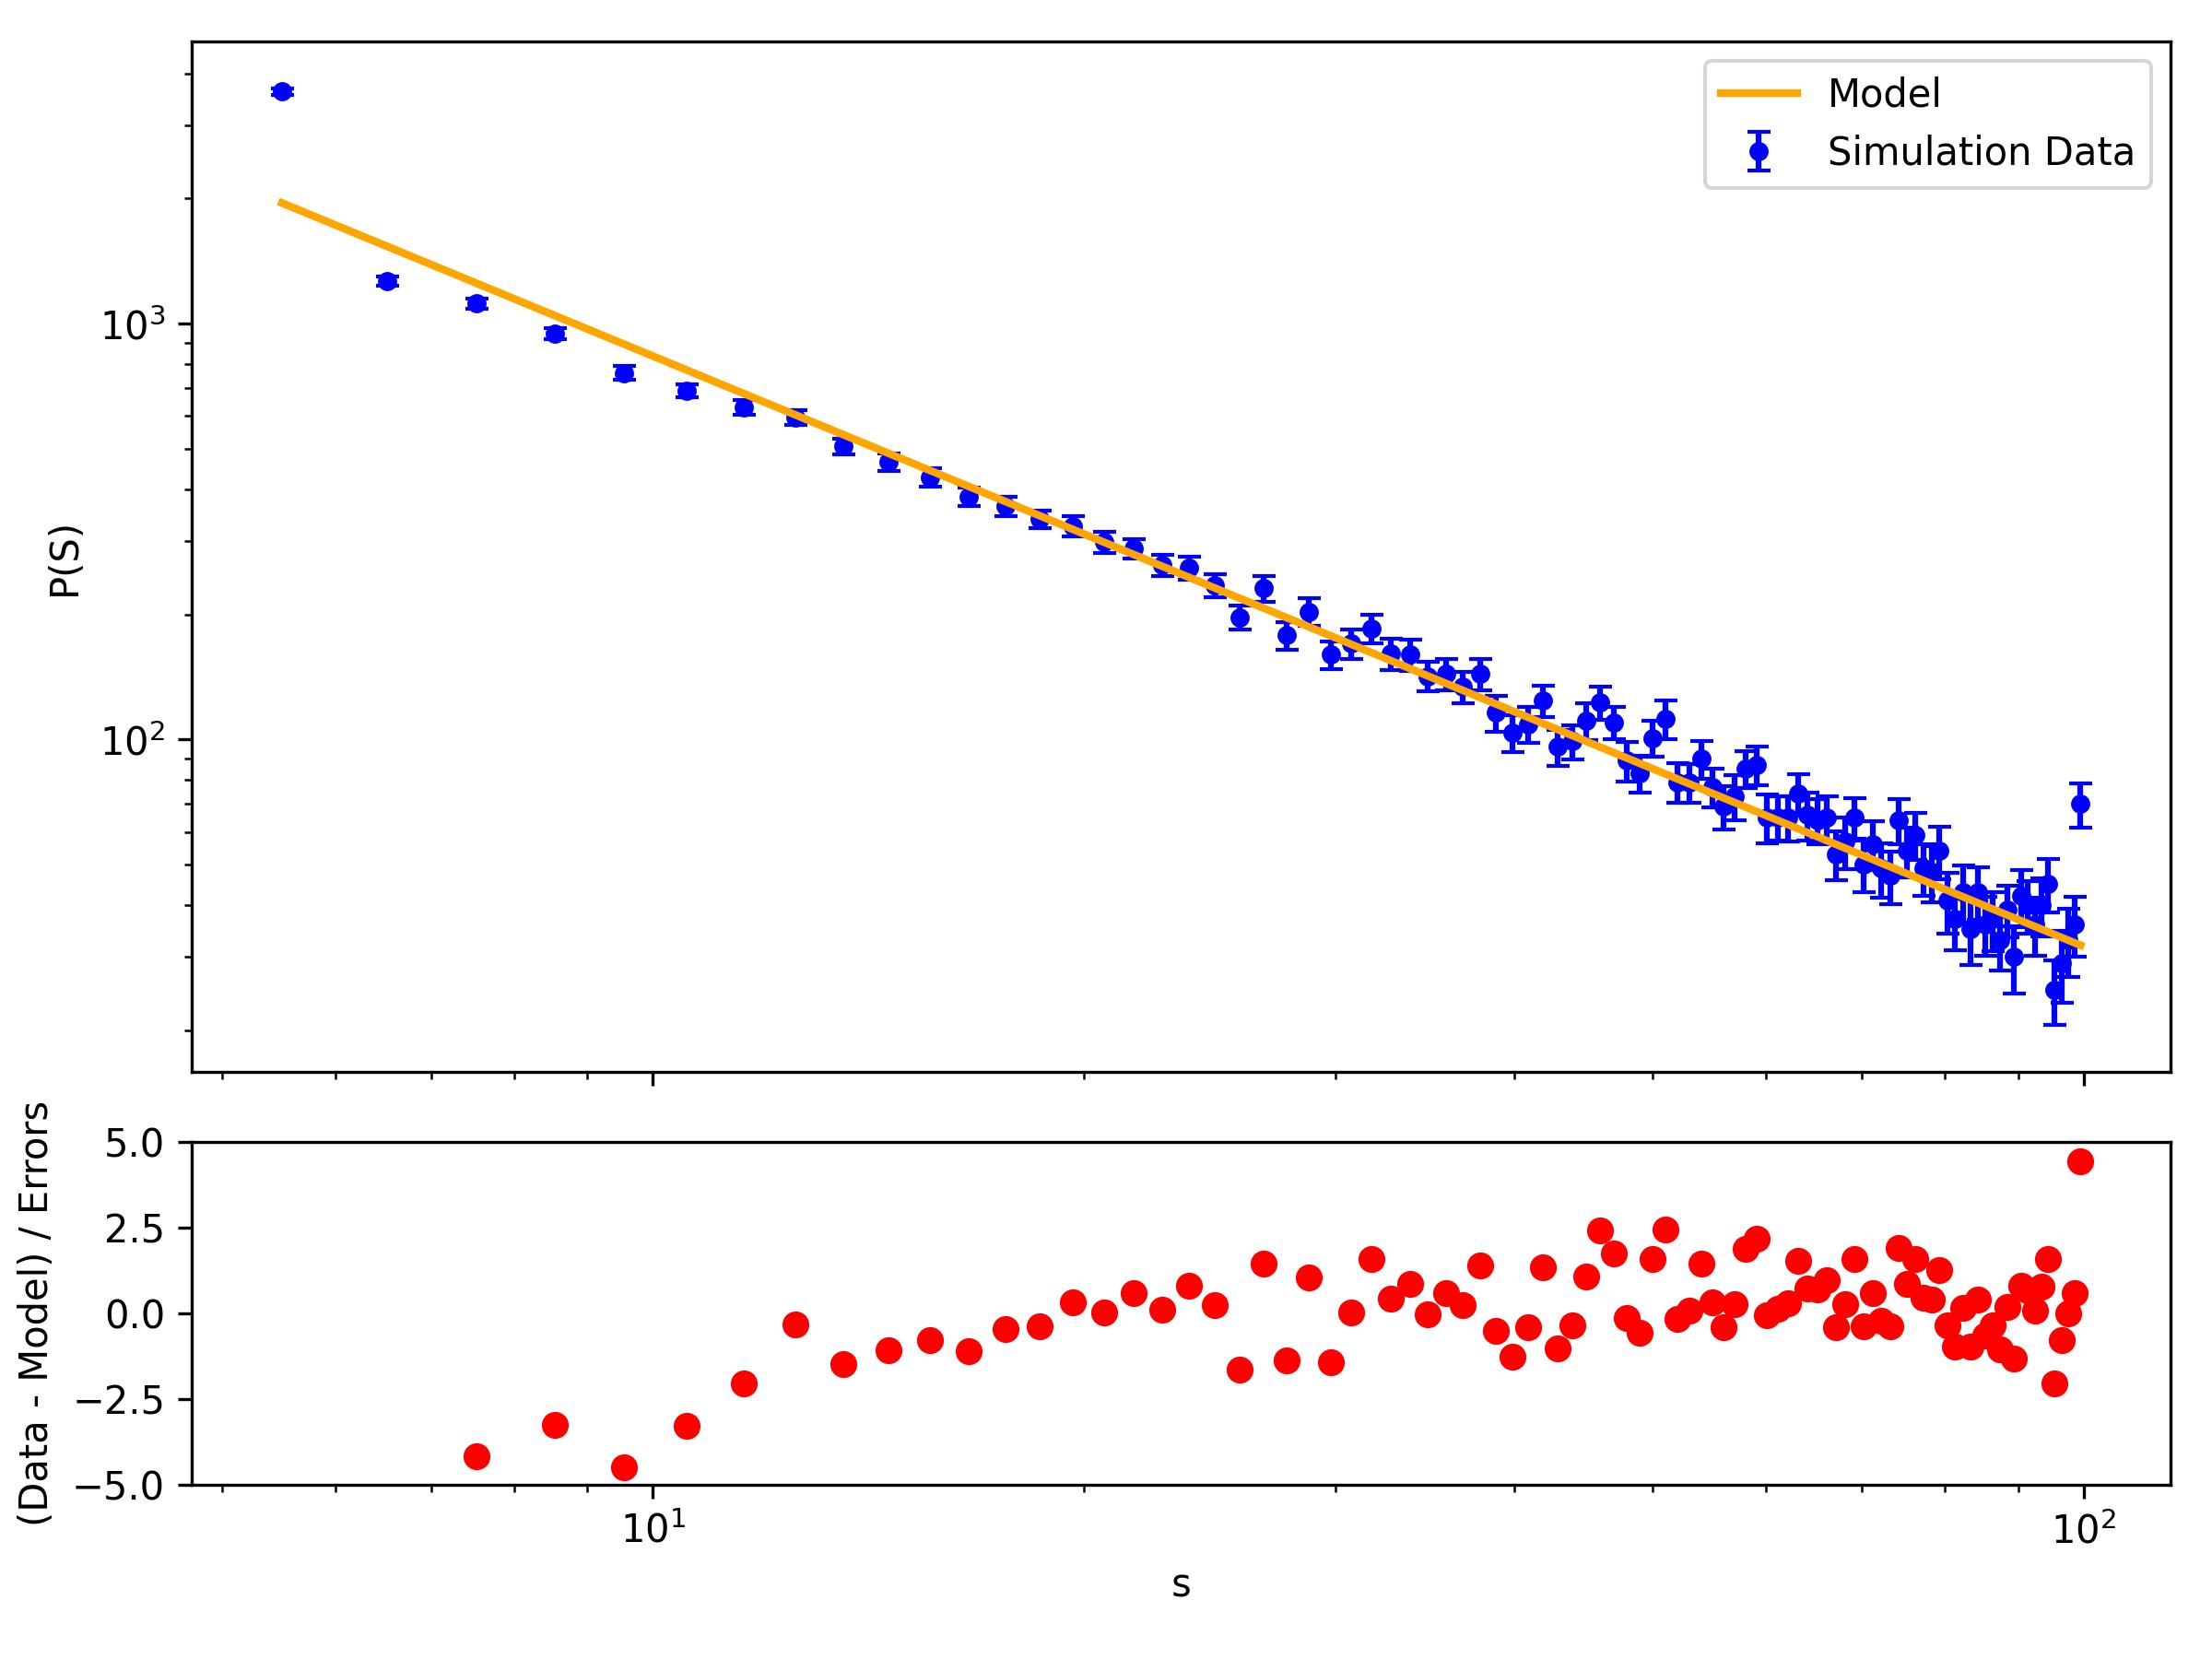 Model
Simulation Data
P(S)
10³
10²
(Data - Model) / Errors
5.0
2.5
0.0
−2.5
−5.0
10¹
10²
s